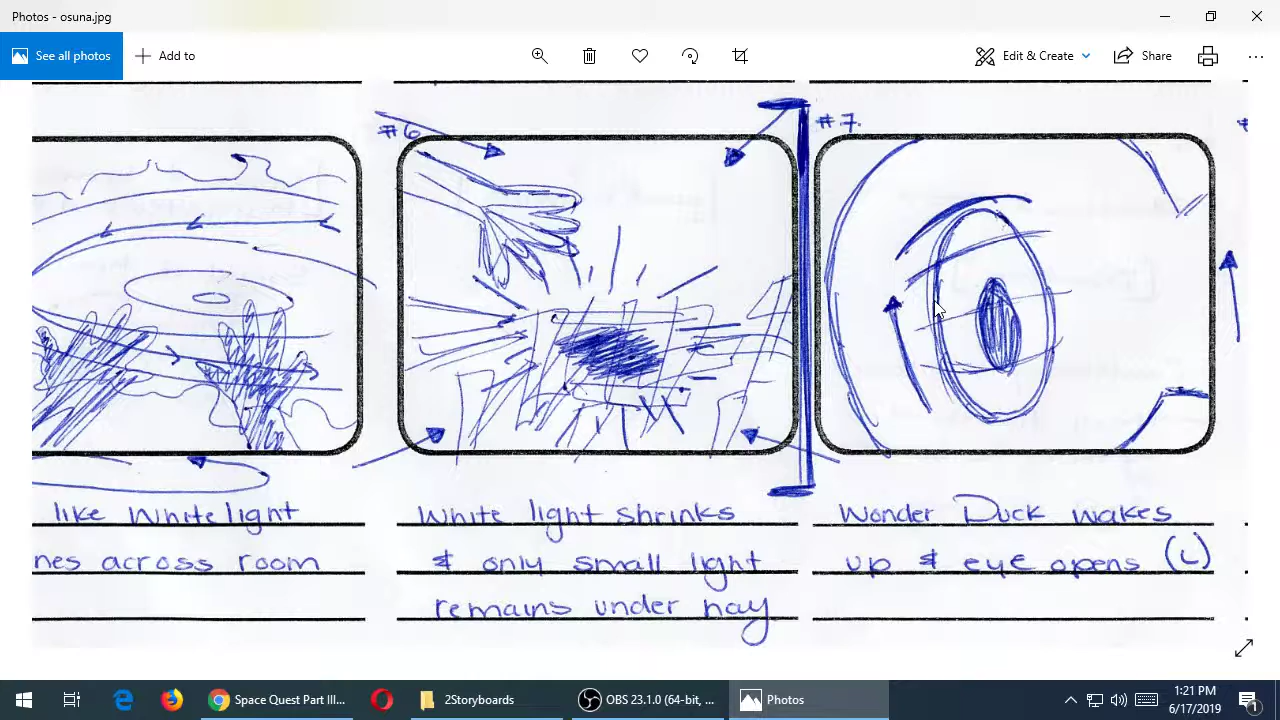 Photos - osuna.jpg
See all photos
Add to
Edit & Create
Share
#6
#7.
like White light
nes across room
White light shrinks
& only small light
remains under hay
Wonder Duck wakes
up & eye opens (L)
Space Quest Part III...
2Storyboards
OBS 23.1.0 (64-bit, ...
Photos
1:21 PM
6/17/2019
1